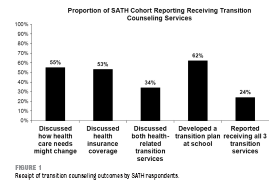 Proportion of SATH Cohort Reporting Receiving Transition
Counseling Services
100%
90%
80%
70%
60%
50%
40%
30%
20%
10%
0%
55%
53%
34%
62%
24%
Discussed
how health
care needs
might change
Discussed
health
insurance
coverage
Discussed
both health-
related
transition
services
Developed a
transition plan
at school
Reported
receiving all 3
transition
services
FIGURE 1
Receipt of transition counseling outcomes by SATH respondents.